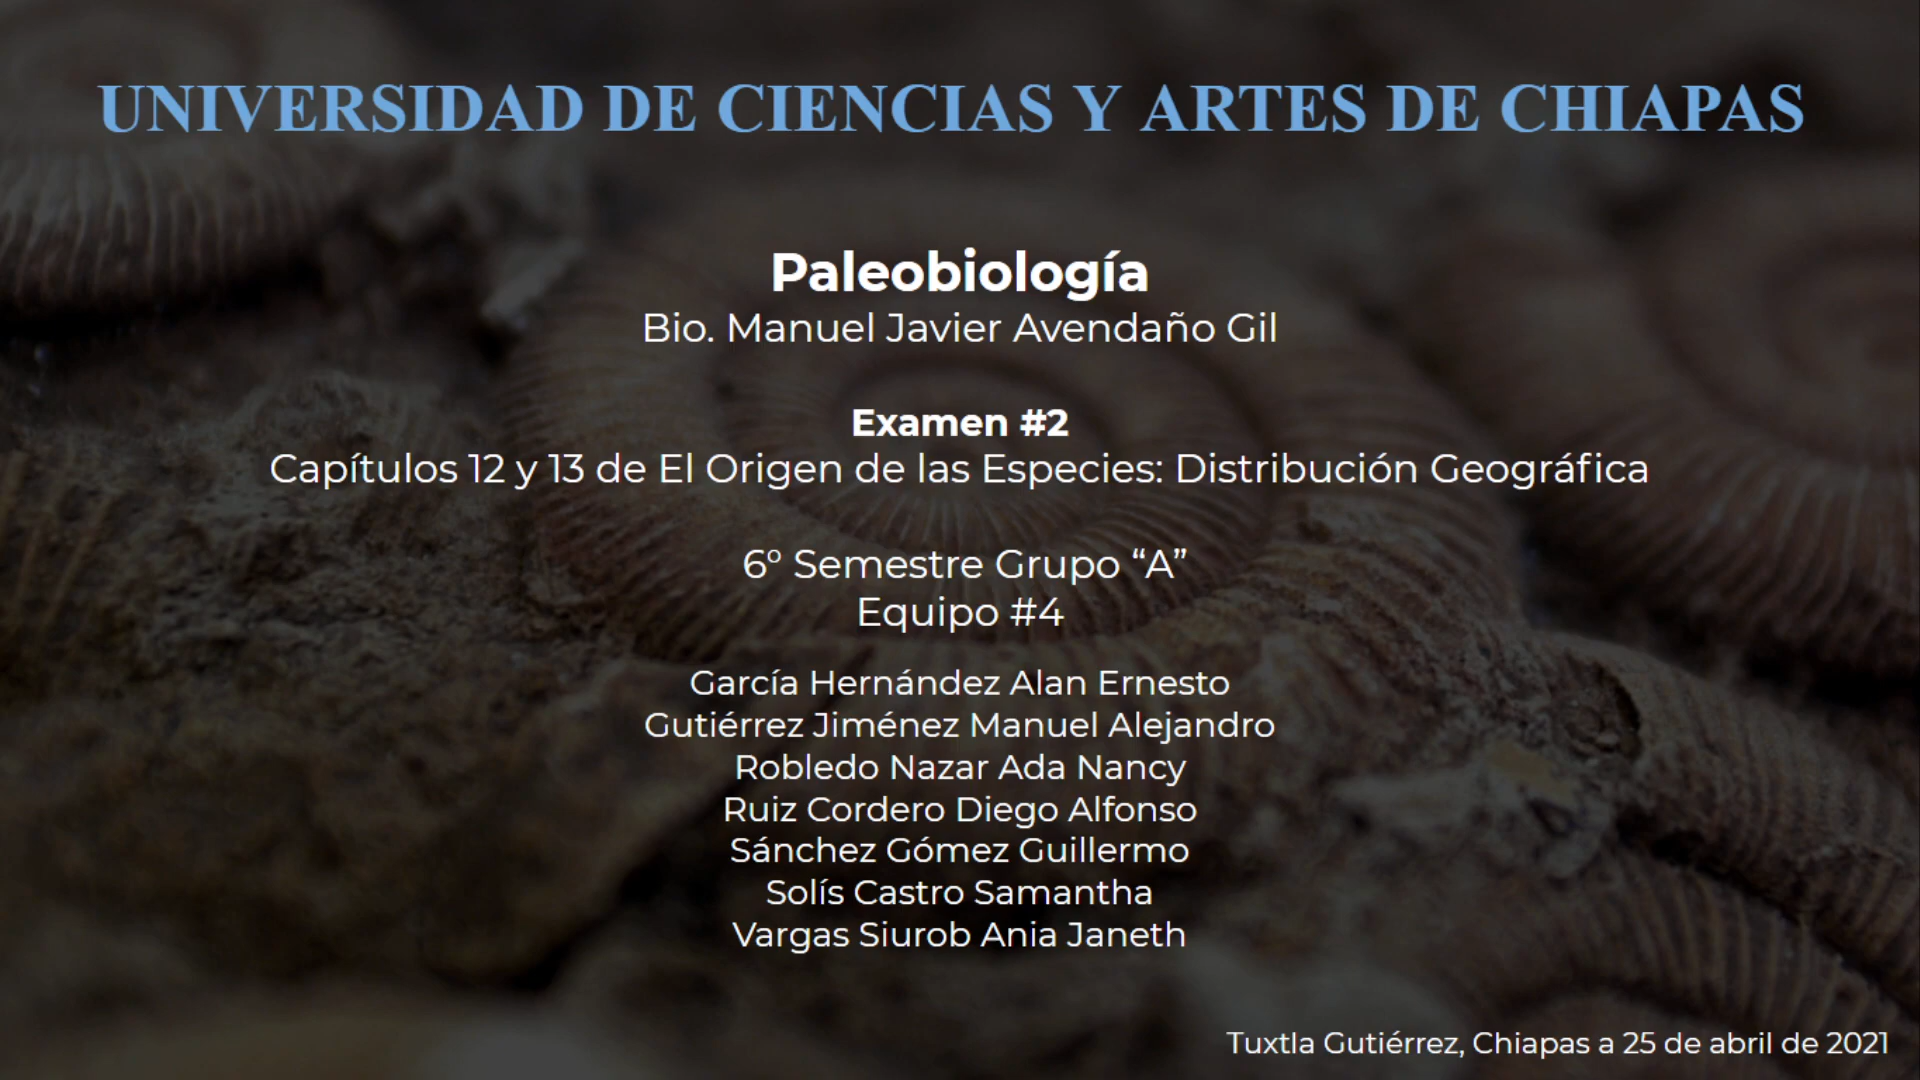 UNIVERSIDAD DE CIENCIAS Y ARTES DE CHIAPAS
Paleobiología
Bio. Manuel Javier Avendaño Gil
Examen #2
Capítulos 12 y 13 de El Origen de las Especies: Distribución Geográfica
6º Semestre Grupo “A”
Equipo #4
García Hernández Alan Ernesto
Gutiérrez Jiménez Manuel Alejandro
Robledo Nazar Ada Nancy
Ruiz Cordero Diego Alfonso
Sánchez Gómez Guillermo
Solís Castro Samantha
Vargas Siurob Ania Janeth
Tuxtla Gutiérrez, Chiapas a 25 de abril de 2021